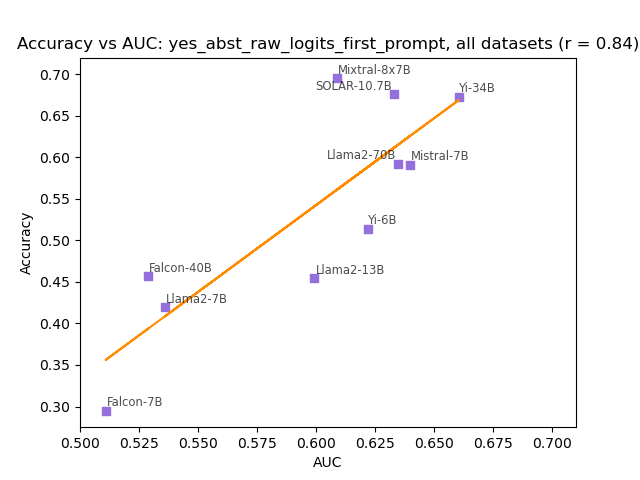 Accuracy vs AUC: yes_abst_raw_logits_first_prompt, all datasets (r = 0.84)
0.70
0.65
0.60
0.55
0.50
0.45
0.40
0.35
0.30
Accuracy
Mixtral-8x7B
SOLAR-10.7B
Yi-34B
Llama2-70B
Mistral-7B
Yi-6B
Falcon-40B
Llama2-13B
Llama2-7B
Falcon-7B
0.500 0.525 0.550 0.575 0.600 0.625 0.650 0.675 0.700
AUC